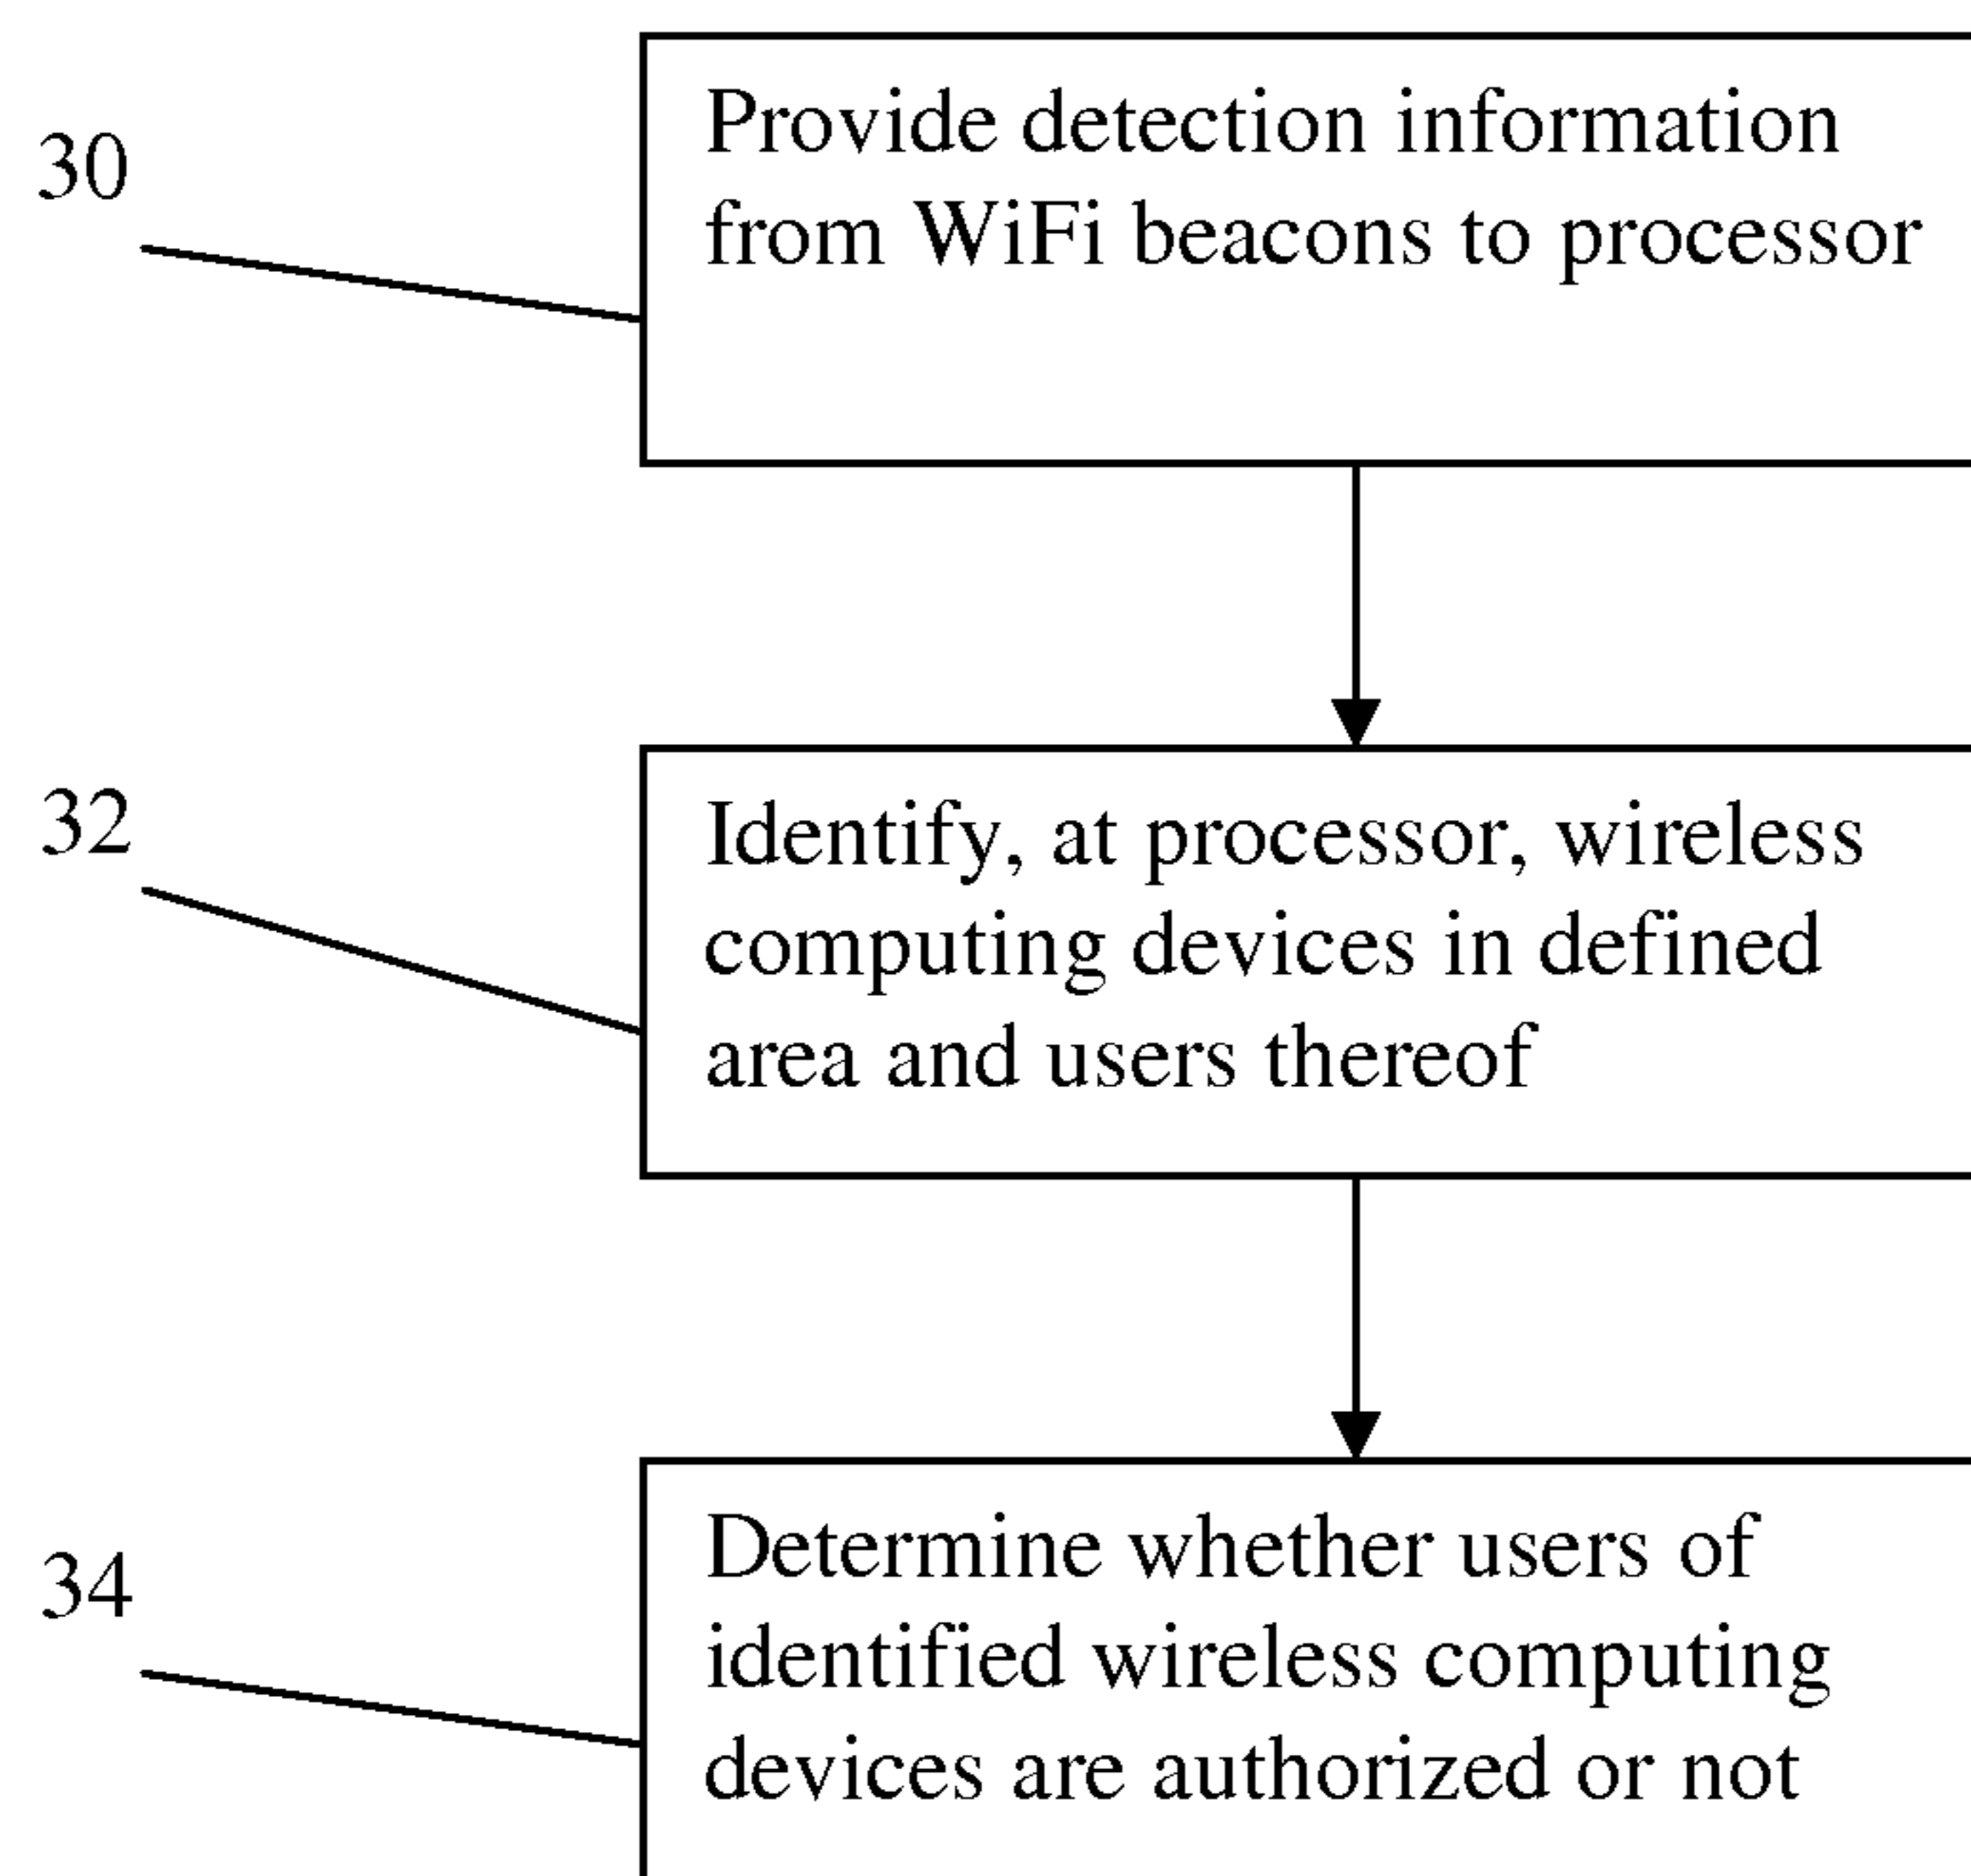 30
Provide detection information
from WiFi beacons to processor
32
Identify, at processor, wireless
computing devices in defined
area and users thereof
34
Determine whether users of
identified wireless computing
devices are authorized or not